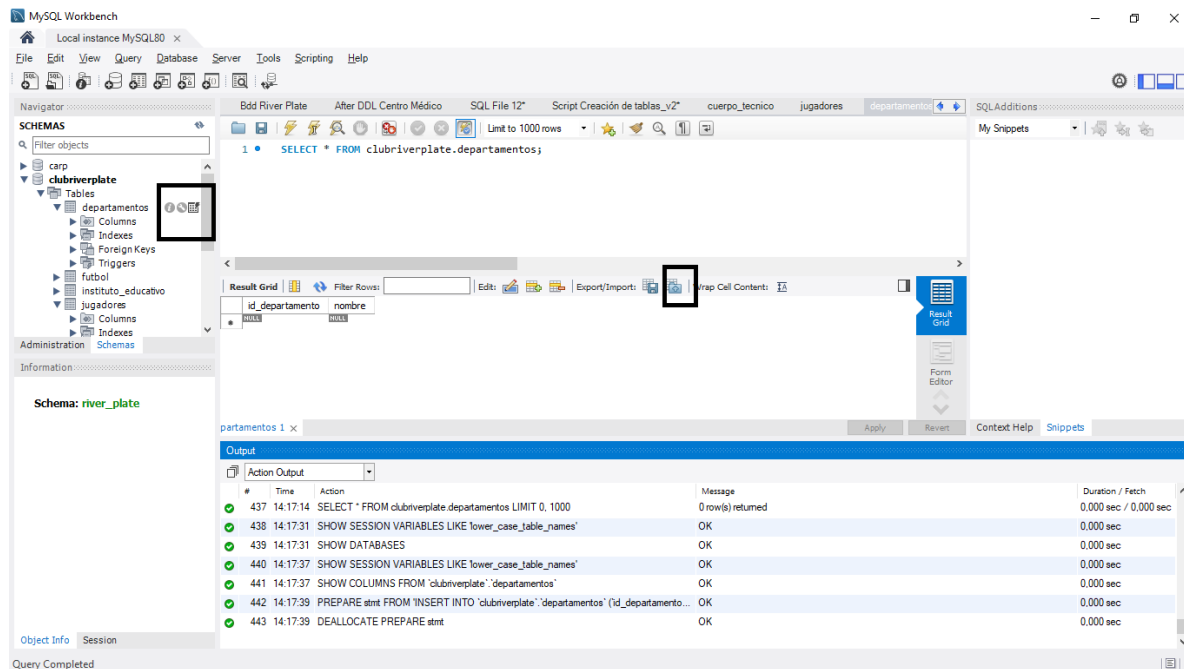 MySQL Workbench
Local instance MySQL80
File Edit View Query Database Server Tools Scripting Help
Navigator
SCHEMAS
Filter objects
carp
clubriverplate
Tables
departamentos
Columns
Indexes
Foreign Keys
Triggers
futbol
instituto_educativo
jugadores
Columns
Indexes
Administration Schemas
Information
Schema: river_plate
Object Info Session
Query Completed
Bdd River Plate After DDL Centro Médico SQL File 12* Script Creación de tablas_v2* cuerpo_tecnico jugadores departamentos
Limit to 1000 rows
1 SELECT * FROM clubriverplate.departamentos;
Result Grid Filter Rows: Edit: Export/Import: Wrap Cell Content:
id_departamento nombre
NULL NULL
Result Grid
Form Editor
partamentos 1
Apply Revert
SQLAdditions
My Snippets
Context Help Snippets
Output
Action Output
# Time Action Message Duration / Fetch
437 14:17:14 SELECT * FROM clubriverplate.departamentos LIMIT 0, 1000 0 row(s) returned 0,000 sec / 0,000 sec
438 14:17:31 SHOW SESSION VARIABLES LIKE 'lower_case_table_names' OK 0,000 sec
439 14:17:31 SHOW DATABASES OK 0,000 sec
440 14:17:37 SHOW SESSION VARIABLES LIKE 'lower_case_table_names' OK 0,000 sec
441 14:17:37 SHOW COLUMNS FROM `clubriverplate`.`departamentos` OK 0,000 sec
442 14:17:39 PREPARE stmt FROM 'INSERT INTO `clubriverplate`.`departamentos` (`id_departamento... OK 0,000 sec
443 14:17:39 DEALLOCATE PREPARE stmt OK 0,000 sec